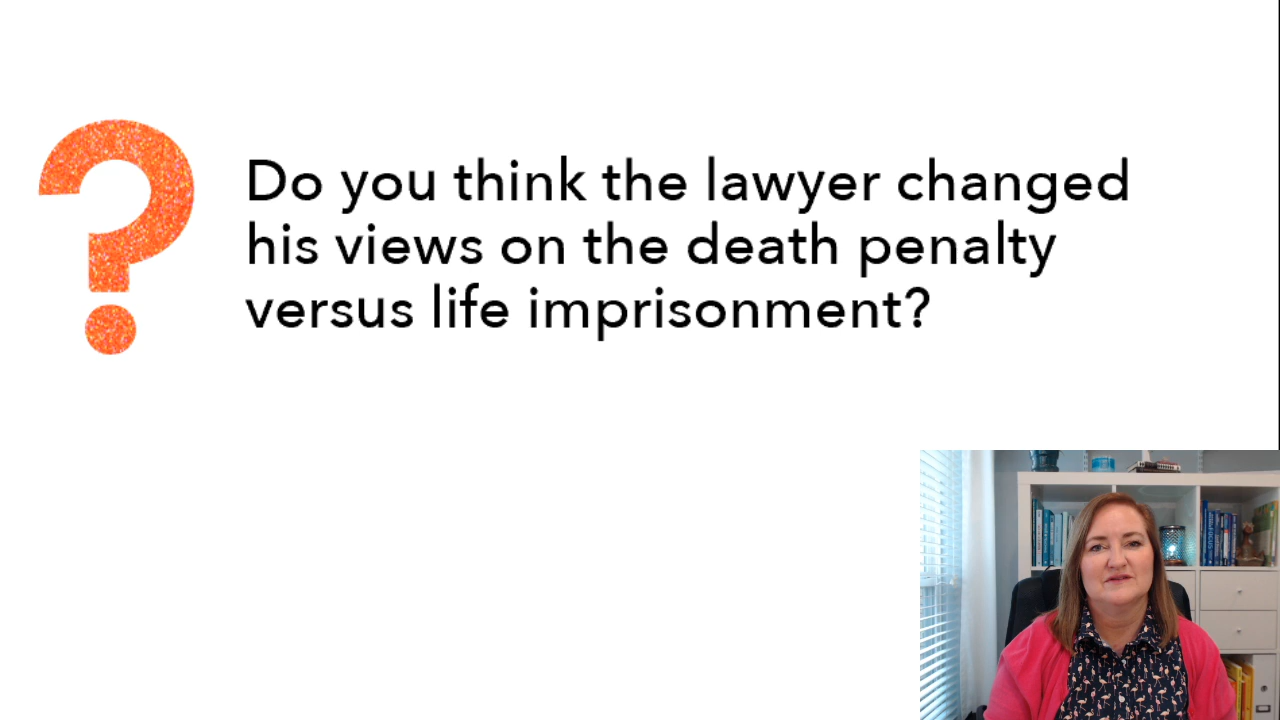 ?
Do you think the lawyer changed
his views on the death penalty
versus life imprisonment?